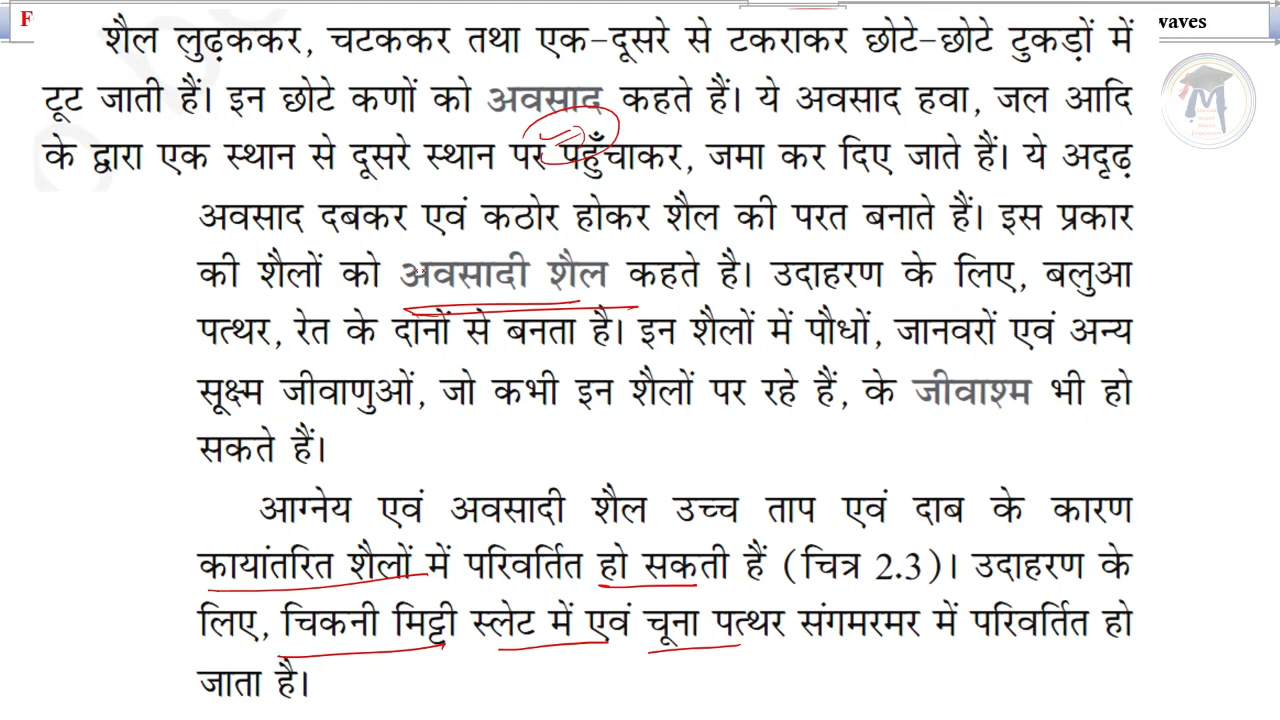 F
waves
शैल लुढ़ककर, चटककर तथा एक-दूसरे से टकराकर छोटे-छोटे टुकड़ों में
टूट जाती हैं। इन छोटे कणों को अवसाद कहते हैं। ये अवसाद हवा, जल आदि
के द्वारा एक स्थान से दूसरे स्थान पर पहुँचाकर, जमा कर दिए जाते हैं। ये अदृढ़
अवसाद दबकर एवं कठोर होकर शैल की परत बनाते हैं। इस प्रकार
की शैलों को अवसादी शैल कहते है। उदाहरण के लिए, बलुआ
पत्थर, रेत के दानों से बनता है। इन शैलों में पौधों, जानवरों एवं अन्य
सूक्ष्म जीवाणुओं, जो कभी इन शैलों पर रहे हैं, के जीवाश्म भी हो
सकते हैं।
आग्नेय एवं अवसादी शैल उच्च ताप एवं दाब के कारण
कायांतरित शैलों में परिवर्तित हो सकती हैं (चित्र 2.3)। उदाहरण के
लिए, चिकनी मिट्टी स्लेट में एवं चूना पत्थर संगमरमर में परिवर्तित हो
जाता है।